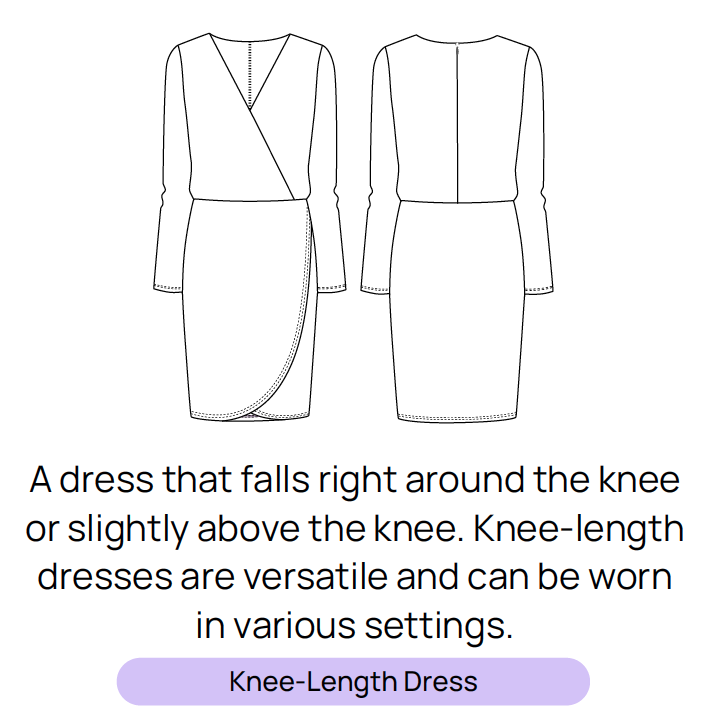 A dress that falls right around the knee
or slightly above the knee. Knee-length
dresses are versatile and can be worn
in various settings.
Knee-Length Dress